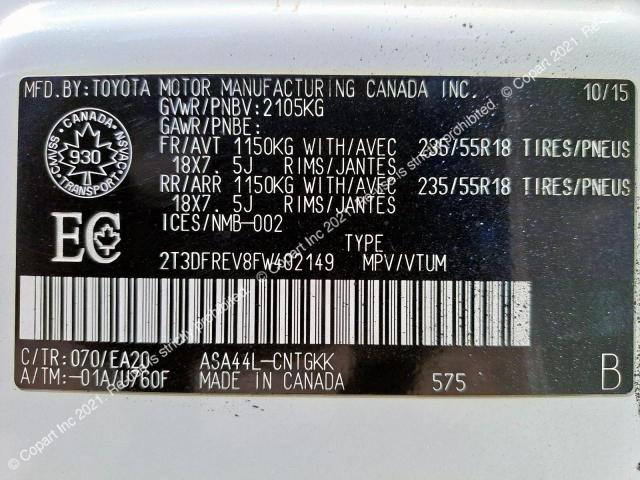 MFD.BY:TOYOTA MOTOR MANUFACTURING CANADA INC. 10/15
GVWR/PNBV:2105KG
GAWR/PNBE:
FR/AVT 1150KG WITH/AVEC 235/55R18 TIRES/PNEUS
18X7.5J RIMS/JANTES
RR/ARR 1150KG WITH/AVEC 235/55R18 TIRES/PNEUS
18X7.5J RIMS/JANTES
ICES/NMB-002
CANADA
CMVSS NSVAC
930
TRANSPORT
EC
TYPE
2T3DFREV8FW402149 MPV/VTUM
C/TR:070/EA20 ASA44L-CNTGKK
A/TM:-01A/U760F MADE IN CANADA 575 B
© Copart Inc 2021. Private
© Copart Inc 2021.